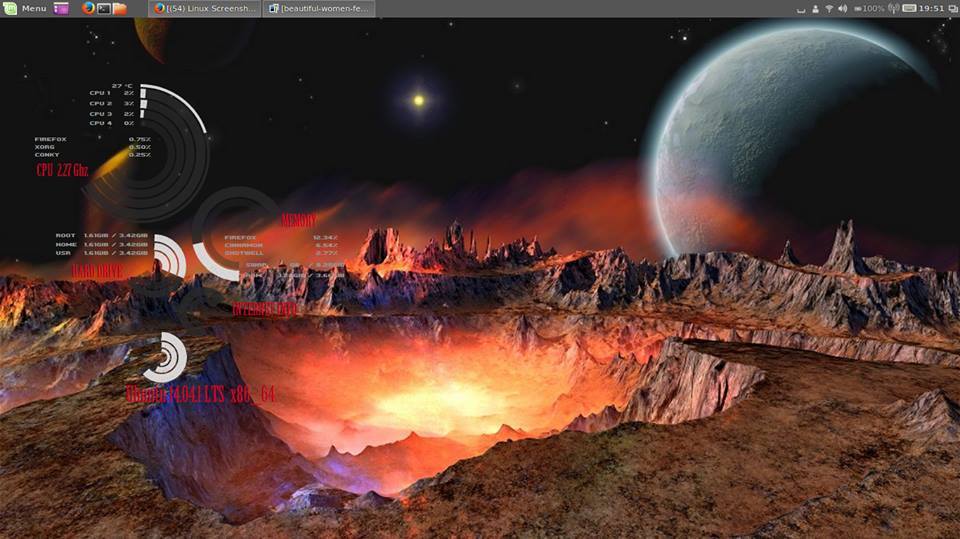 Menu
[(54) Linux Screensh...
[beautiful-women-fe...
100%
19:51
27 °C
CPU 1 2%
CPU 2 3%
CPU 3 2%
CPU 4 0%
FIREFOX 0.75%
XORG 0.50%
CONKY 0.25%
CPU 2.27 Ghz
MEMORY
FIREFOX 12.34%
CINNAMON 6.54%
SHOTWELL 2.77%
ROOT 1.61GIB / 3.42GIB
HOME 1.61GIB / 3.42GIB
USR 1.61GIB / 3.42GIB
HARD DRIVE
INTERNET INFO
Ubuntu 14.04.1 LTS x86_64